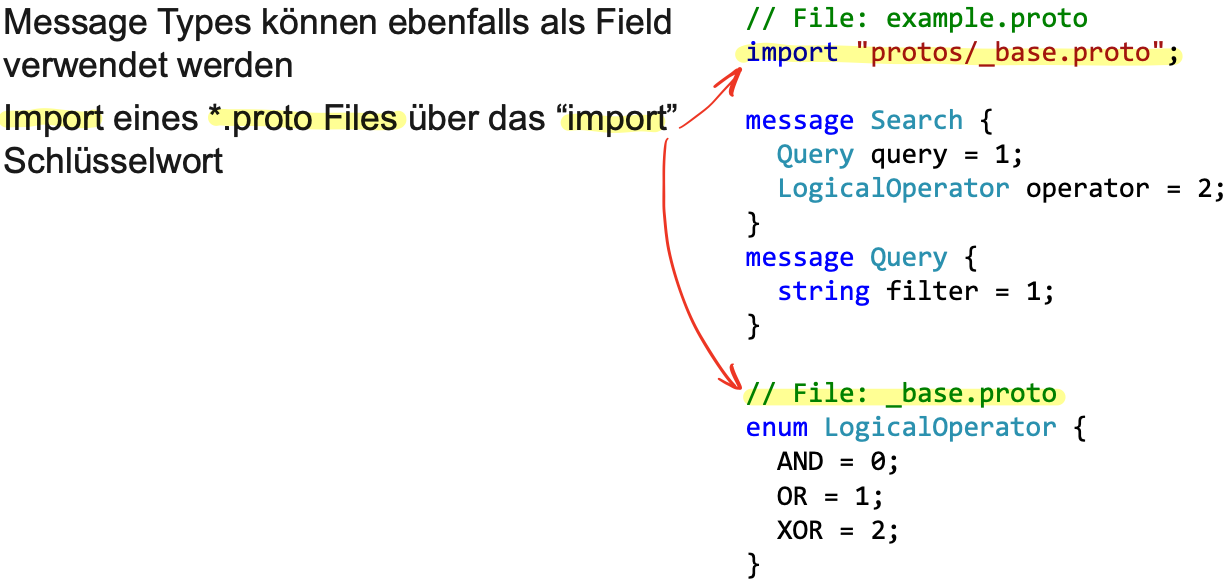 Message Types können ebenfalls als Field
verwendet werden
Import eines *.proto Files über das “import”
Schlüsselwort
// File: example.proto
import "protos/_base.proto";
message Search {
  Query query = 1;
  LogicalOperator operator = 2;
}
message Query {
  string filter = 1;
}
// File: _base.proto
enum LogicalOperator {
  AND = 0;
  OR = 1;
  XOR = 2;
}